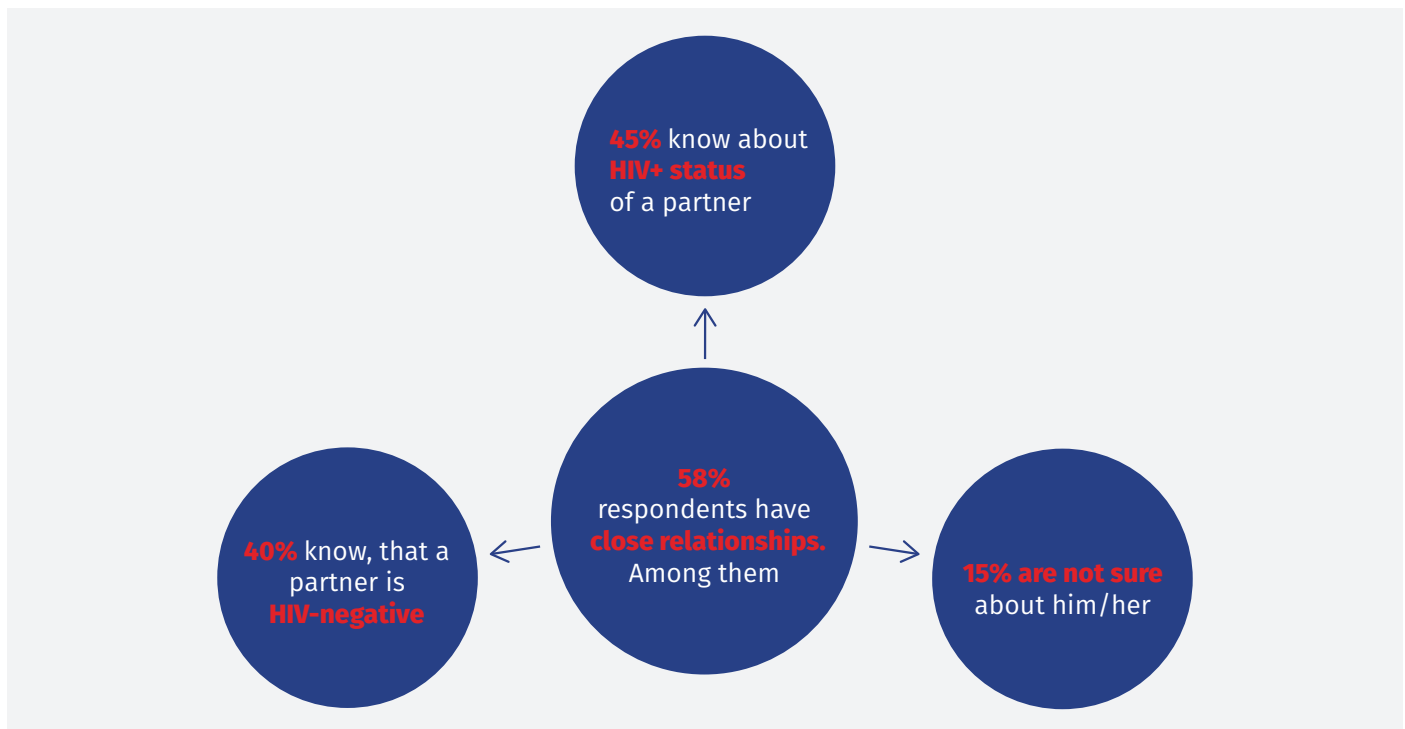 45% know about
HIV+ status
of a partner
58%
respondents have
close relationships.
Among them
40% know, that a
partner is
HIV-negative
15% are not sure
about him/her